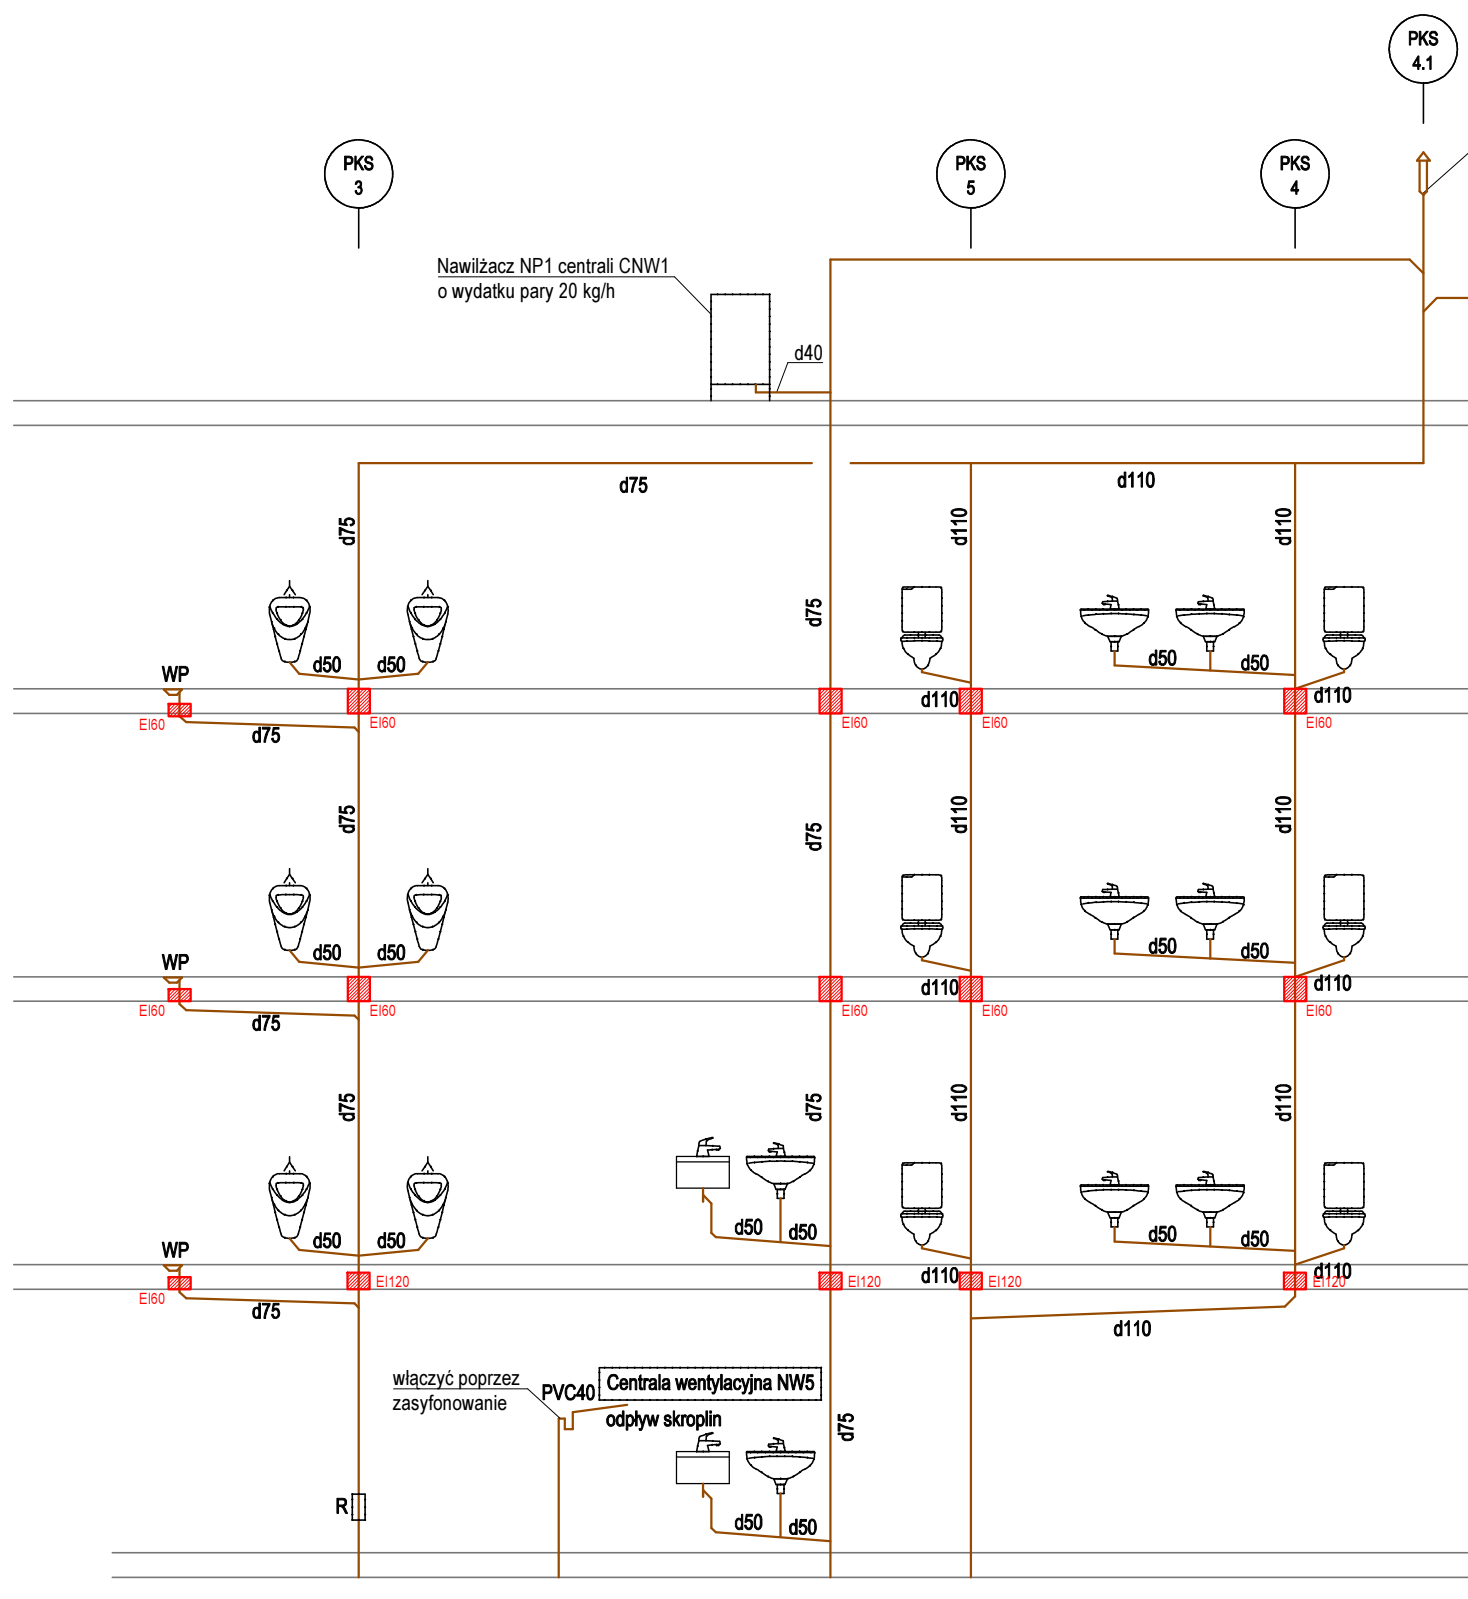 PKS
4.1
PKS
3
PKS
5
PKS
4
Nawilżacz NP1 centrali CNW1
o wydatku pary 20 kg/h
d40
d75
d110
d75
d110
d110
d75
WP
d50
d50
d50
d50
EI60
d75
EI60
EI60
d110
EI60
d110
EI60
d75
d75
d110
d110
WP
d50
d50
d50
d50
EI60
d75
EI60
EI60
d110
EI60
d110
EI60
d75
d75
d110
d110
WP
d50
d50
d50
d50
d50
d50
EI60
d75
EI120
EI120
d110
EI120
d110
EI120
d110
włączyć poprzez
zasyfonowanie
PVC40
Centrala wentylacyjna NW5
odpływ skroplin
d75
R
d50
d50